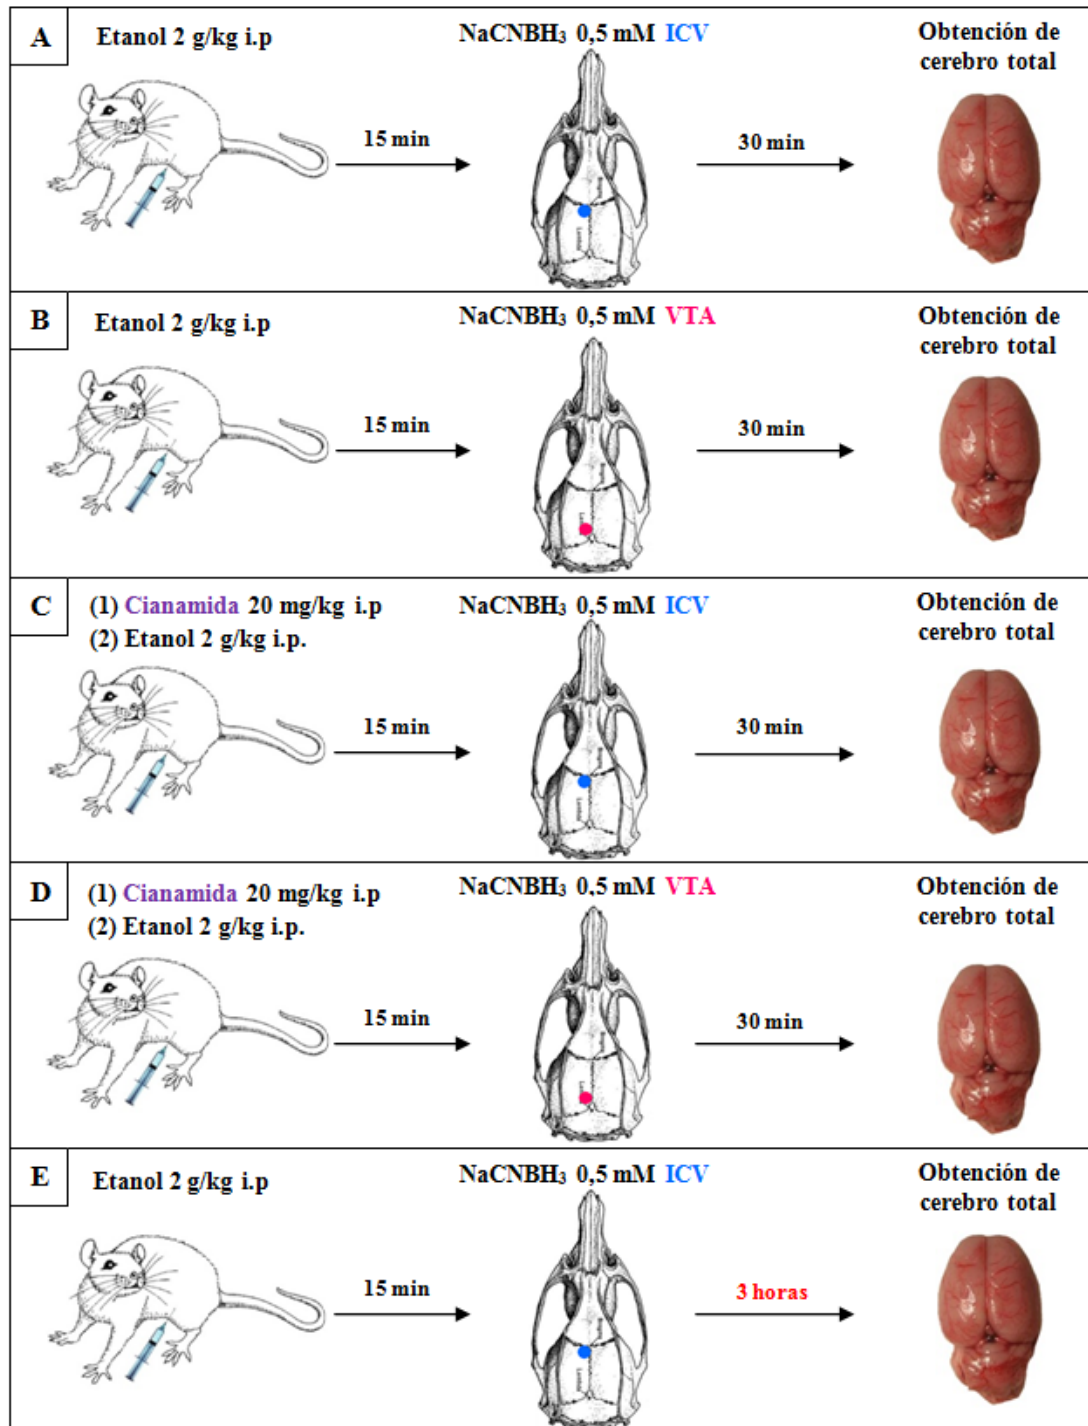 A
Etanol 2 g/kg i.p
NaCNBH₃ 0,5 mM ICV
Obtención de
cerebro total
15 min
30 min
B
Etanol 2 g/kg i.p
NaCNBH₃ 0,5 mM VTA
Obtención de
cerebro total
15 min
30 min
C
(1) Cianamida 20 mg/kg i.p
(2) Etanol 2 g/kg i.p.
NaCNBH₃ 0,5 mM ICV
Obtención de
cerebro total
15 min
30 min
D
(1) Cianamida 20 mg/kg i.p
(2) Etanol 2 g/kg i.p.
NaCNBH₃ 0,5 mM VTA
Obtención de
cerebro total
15 min
30 min
E
Etanol 2 g/kg i.p
NaCNBH₃ 0,5 mM ICV
Obtención de
cerebro total
15 min
3 horas